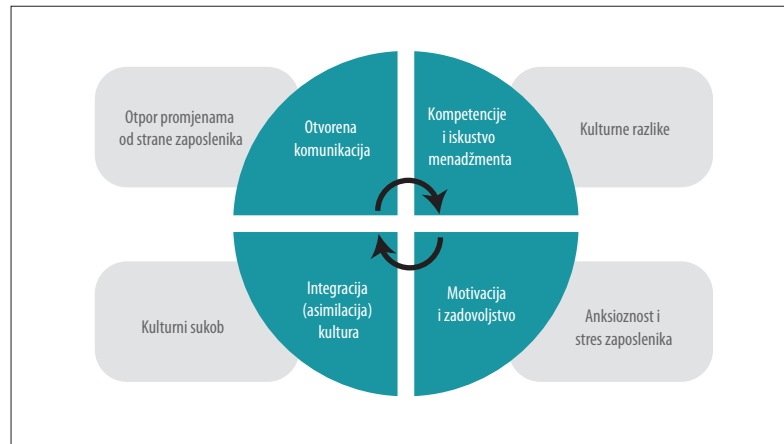 Otpor promjenama
od strane zaposlenika
Otvorena
komunikacija
Kompetencije
i iskustvo
menadžmenta
Kulturne razlike
Kulturni sukob
Integracija
(asimilacija)
kultura
Motivacija
i zadovoljstvo
Anksioznost i
stres zaposlenika